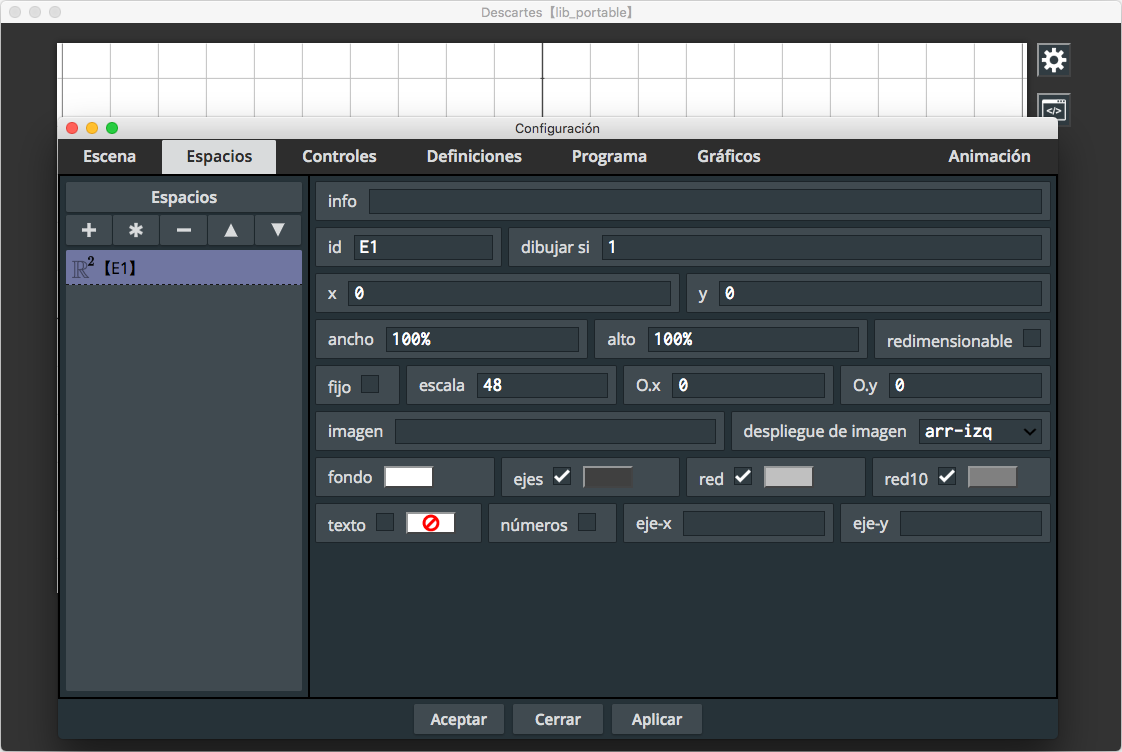 Descartes【lib_portable】
</>
Configuración
Escena Espacios Controles Definiciones Programa Gráficos Animación
Espacios
+ * − ▲ ▼
ℝ² 【E1】
info
id E1 dibujar si 1
x 0 y 0
ancho 100% alto 100% redimensionable
fijo escala 48 O.x 0 O.y 0
imagen despliegue de imagen arr-izq
fondo ejes red red10
texto números eje-x eje-y
Aceptar Cerrar Aplicar